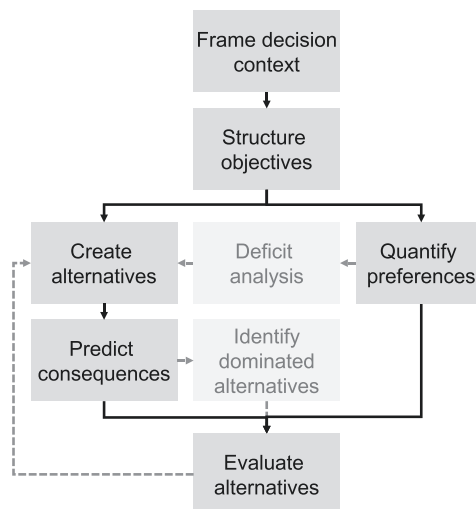 Frame decision
context
Structure
objectives
Create
alternatives
Deficit
analysis
Quantify
preferences
Predict
consequences
Identify
dominated
alternatives
Evaluate
alternatives